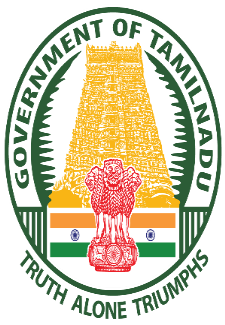 GOVERNMENT OF TAMILNADU
TRUTH ALONE TRIUMPHS